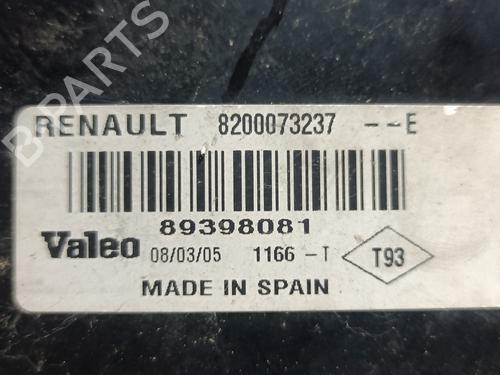 B-PARTS
RENAULT 8200073237 --E
89398081
Valeo 08/03/05 1166 -T T93
MADE IN SPAIN